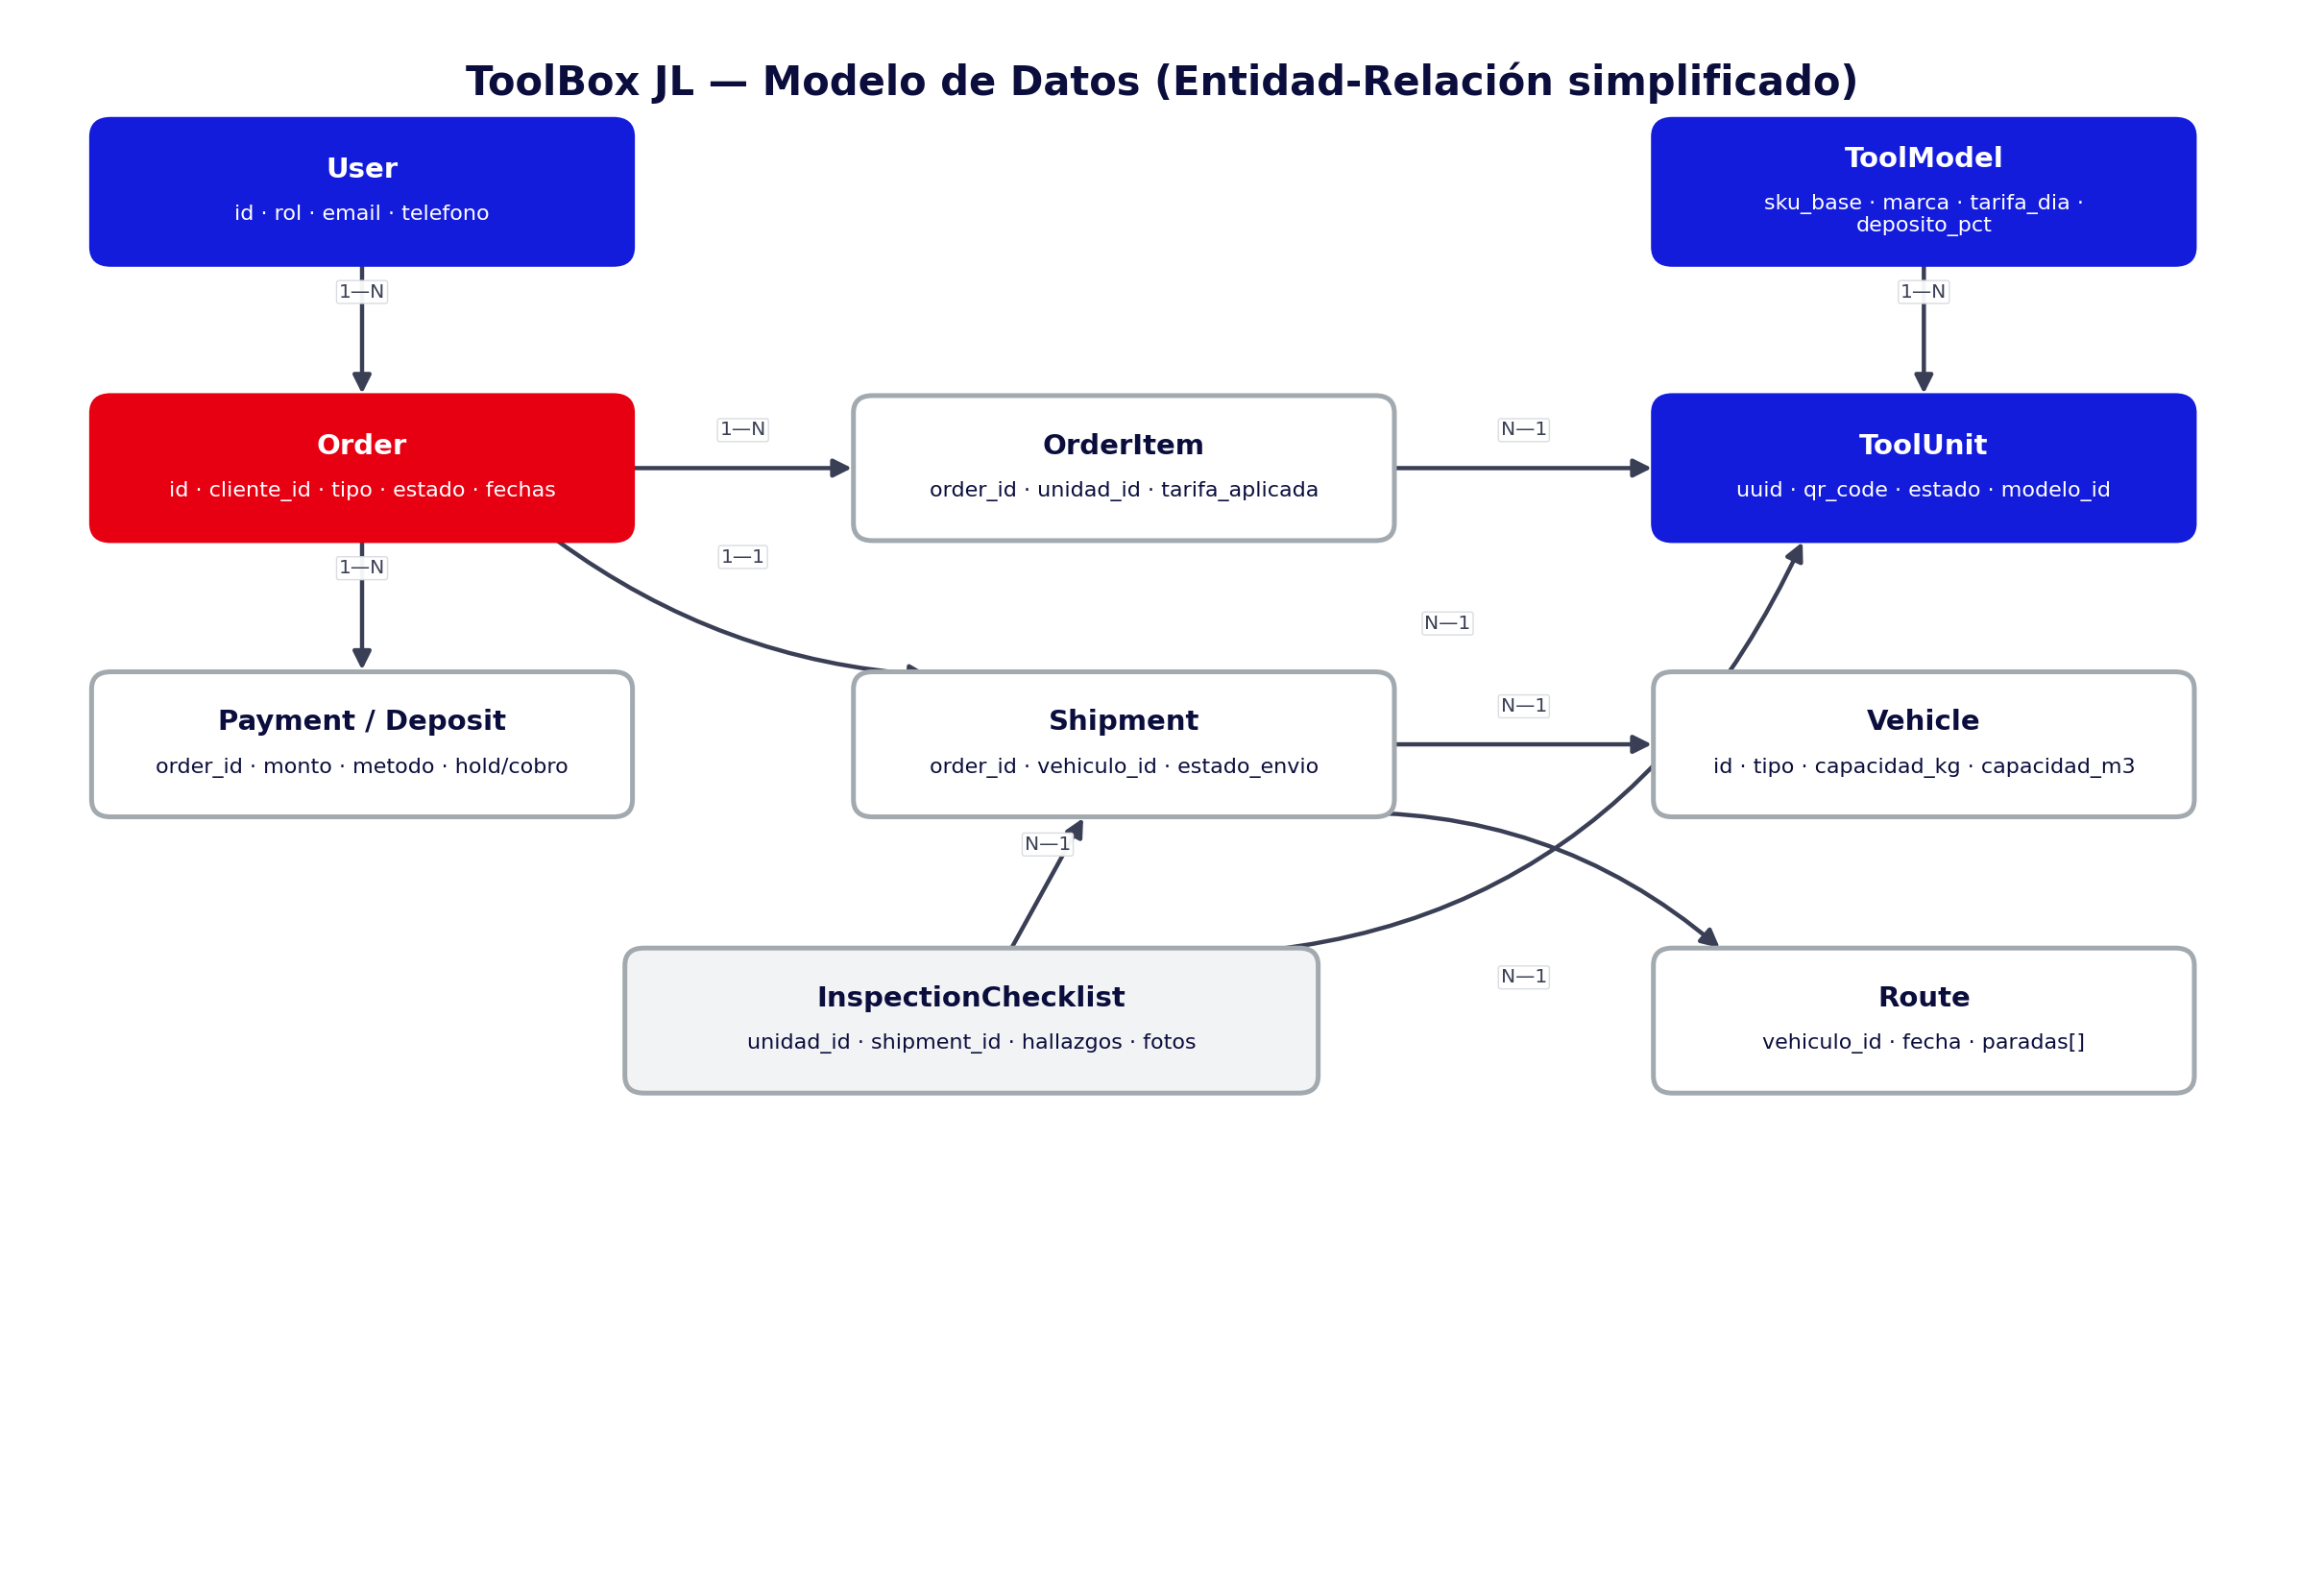 ToolBox JL — Modelo de Datos (Entidad-Relación simplificado)
User
id · rol · email · telefono
ToolModel
sku_base · marca · tarifa_dia ·
deposito_pct
1—N
1—N
Order
id · cliente_id · tipo · estado · fechas
1—N
OrderItem
order_id · unidad_id · tarifa_aplicada
N—1
ToolUnit
uuid · qr_code · estado · modelo_id
1—N
1—1
N—1
Payment / Deposit
order_id · monto · metodo · hold/cobro
Shipment
order_id · vehiculo_id · estado_envio
N—1
Vehicle
id · tipo · capacidad_kg · capacidad_m3
N—1
InspectionChecklist
unidad_id · shipment_id · hallazgos · fotos
N—1
Route
vehiculo_id · fecha · paradas[]